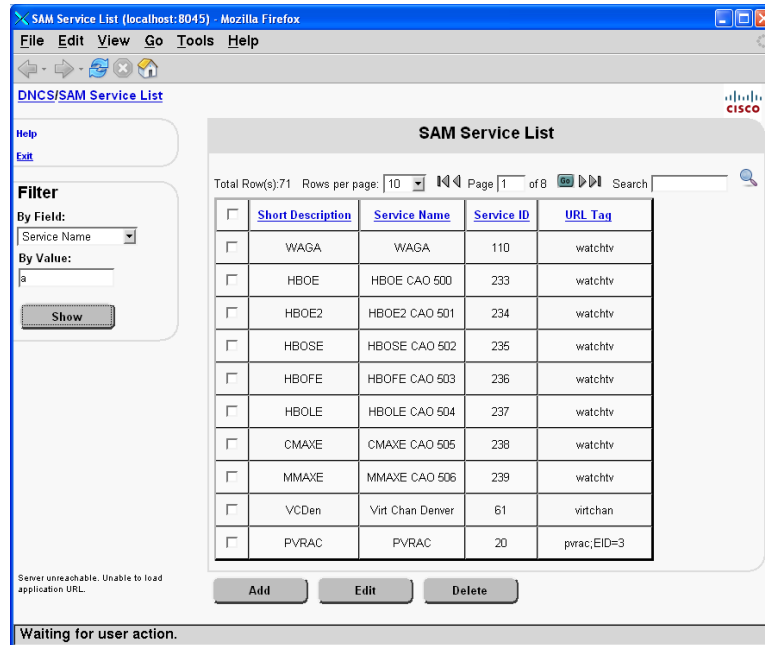 SAM Service List (localhost:8045) - Mozilla Firefox
File Edit View Go Tools Help
DNCS/SAM Service List
CISCO
Help
Exit
SAM Service List
Total Row(s):71 Rows per page: 10 Page 1 of 8 Go Search
Filter
By Field:
Service Name
By Value:
a
Show
Short Description Service Name Service ID URL Tag
WAGA WAGA 110 watchtv
HBOE HBOE CAO 500 233 watchtv
HBOE2 HBOE2 CAO 501 234 watchtv
HBOSE HBOSE CAO 502 235 watchtv
HBOFE HBOFE CAO 503 236 watchtv
HBOLE HBOLE CAO 504 237 watchtv
CMAXE CMAXE CAO 505 238 watchtv
MMAXE MMAXE CAO 506 239 watchtv
VCDen Virt Chan Denver 61 virtchan
PVRAC PVRAC 20 pvrac;EID=3
Server unreachable. Unable to load
application URL.
Add Edit Delete
Waiting for user action.